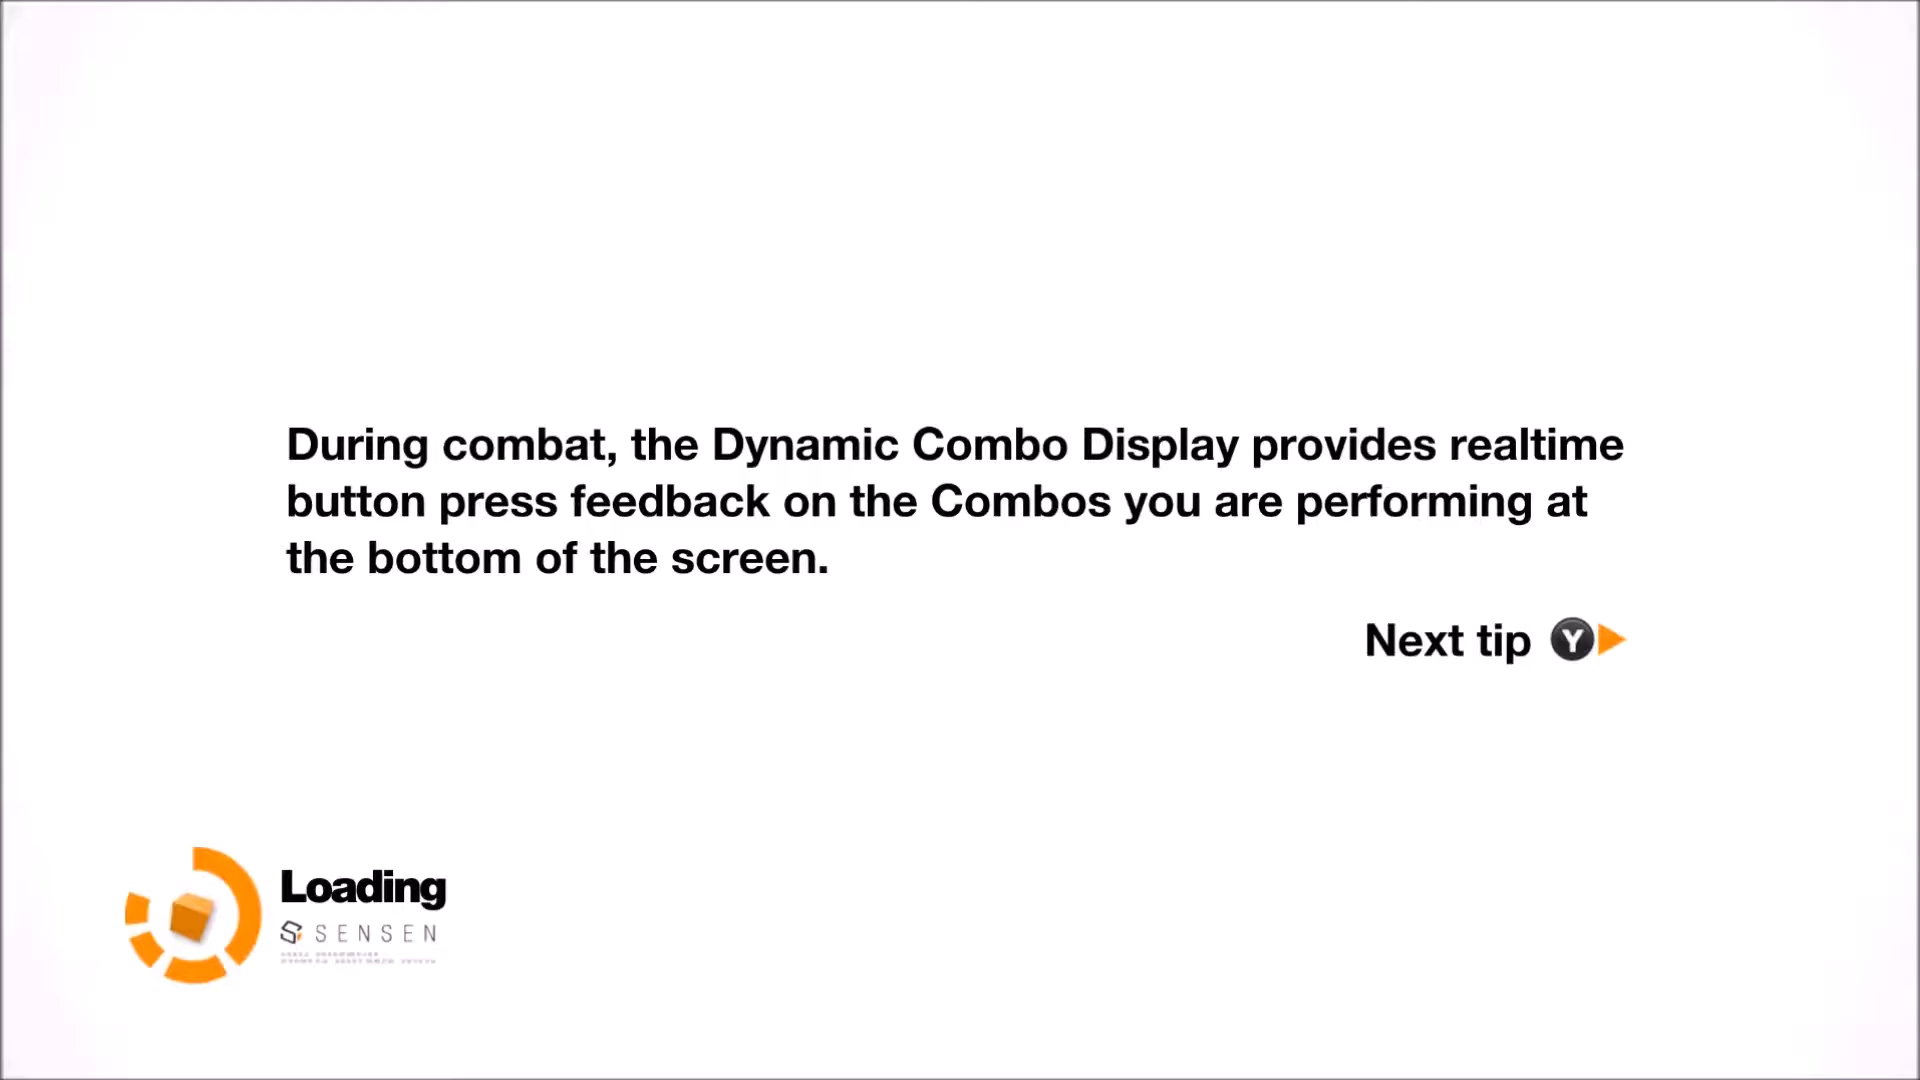 During combat, the Dynamic Combo Display provides realtime
button press feedback on the Combos you are performing at
the bottom of the screen.
Next tip Y
Loading
SENSEN